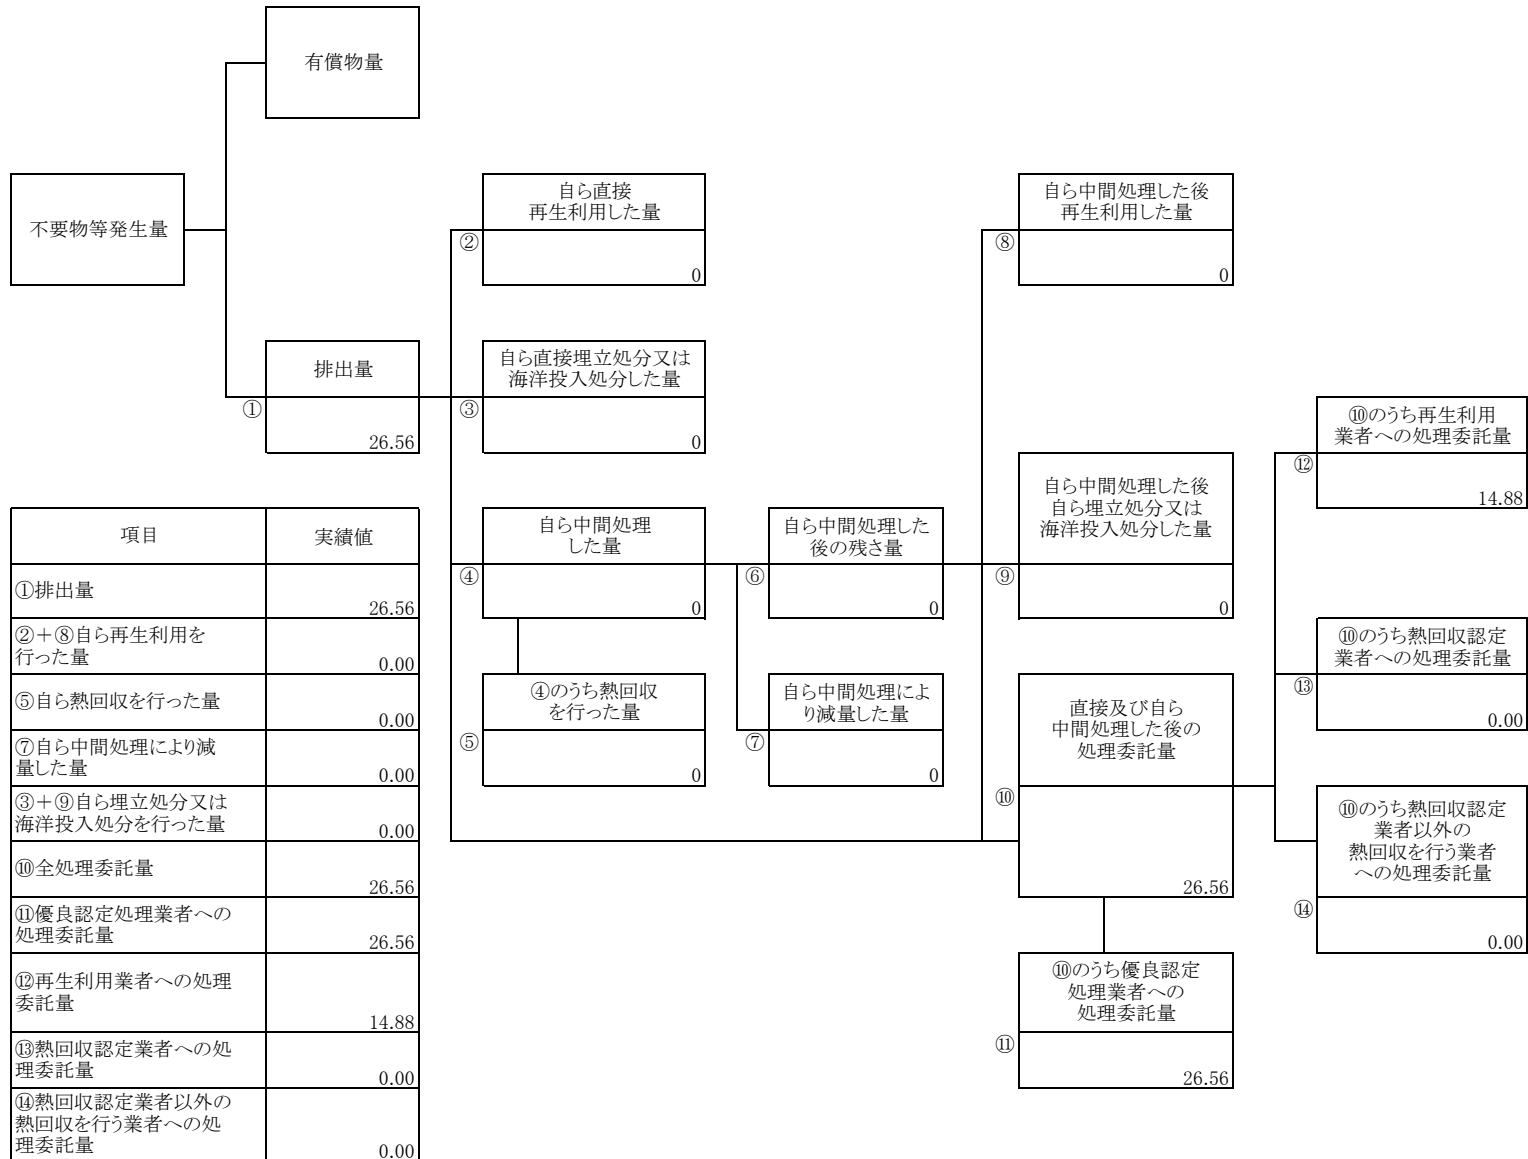 有償物量
不要物等発生量
自ら直接
再生利用した量
②
0
自ら中間処理した後
再生利用した量
⑧
0
排出量
①
26.56
自ら直接埋立処分又は
海洋投入処分した量
③
0
⑩のうち再生利用
業者への処理委託量
⑫
14.88
自ら中間処理
した量
④
0
自ら中間処理した
後の残さ量
⑥
0
自ら中間処理した後
自ら埋立処分又は
海洋投入処分した量
⑨
0
④のうち熱回収
を行った量
⑤
0
自ら中間処理によ
り減量した量
⑦
0
直接及び自ら
中間処理した後の
処理委託量
⑩
26.56
⑩のうち熱回収認定
業者への処理委託量
⑬
0.00
⑩のうち熱回収認定
業者以外の
熱回収を行う業者
への処理委託量
⑭
0.00
⑩のうち優良認定
処理業者への
処理委託量
⑪
26.56
項目 実績値
①排出量
26.56
②+⑧自ら再生利用を
行った量
0.00
⑤自ら熱回収を行った量
0.00
⑦自ら中間処理により減
量した量
0.00
③+⑨自ら埋立処分又は
海洋投入処分を行った量
0.00
⑩全処理委託量
26.56
⑪優良認定処理業者への
処理委託量
26.56
⑫再生利用業者への処理
委託量
14.88
⑬熱回収認定業者への処
理委託量
0.00
⑭熱回収認定業者以外の
熱回収を行う業者への処
理委託量
0.00